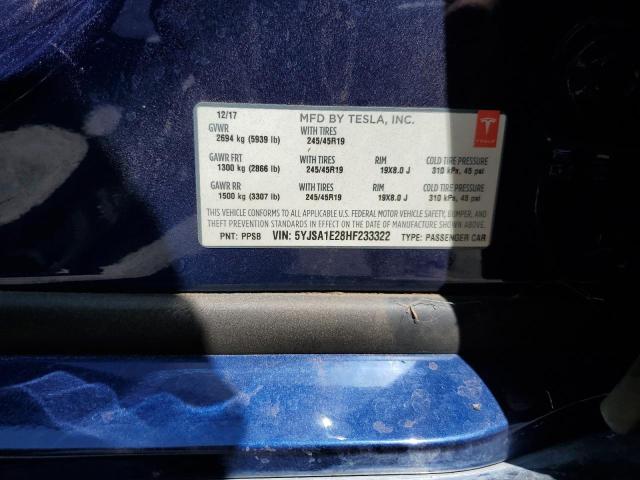 12/17 MFD BY TESLA, INC.
GVWR WITH TIRES
2694 kg (5939 lb) 245/45R19
TESLA
GAWR FRT WITH TIRES RIM COLD TIRE PRESSURE
1300 kg (2866 lb) 245/45R19 19X8.0 J 310 kPa, 45 psi
GAWR RR WITH TIRES RIM COLD TIRE PRESSURE
1500 kg (3307 lb) 245/45R19 19X8.0 J 310 kPa, 45 psi
THIS VEHICLE CONFORMS TO ALL APPLICABLE U.S. FEDERAL MOTOR VEHICLE SAFETY, BUMPER, AND
THEFT PREVENTION STANDARDS IN EFFECT ON THE DATE OF MANUFACTURE SHOWN ABOVE.
PNT: PPSB VIN: 5YJSA1E28HF233322 TYPE: PASSENGER CAR